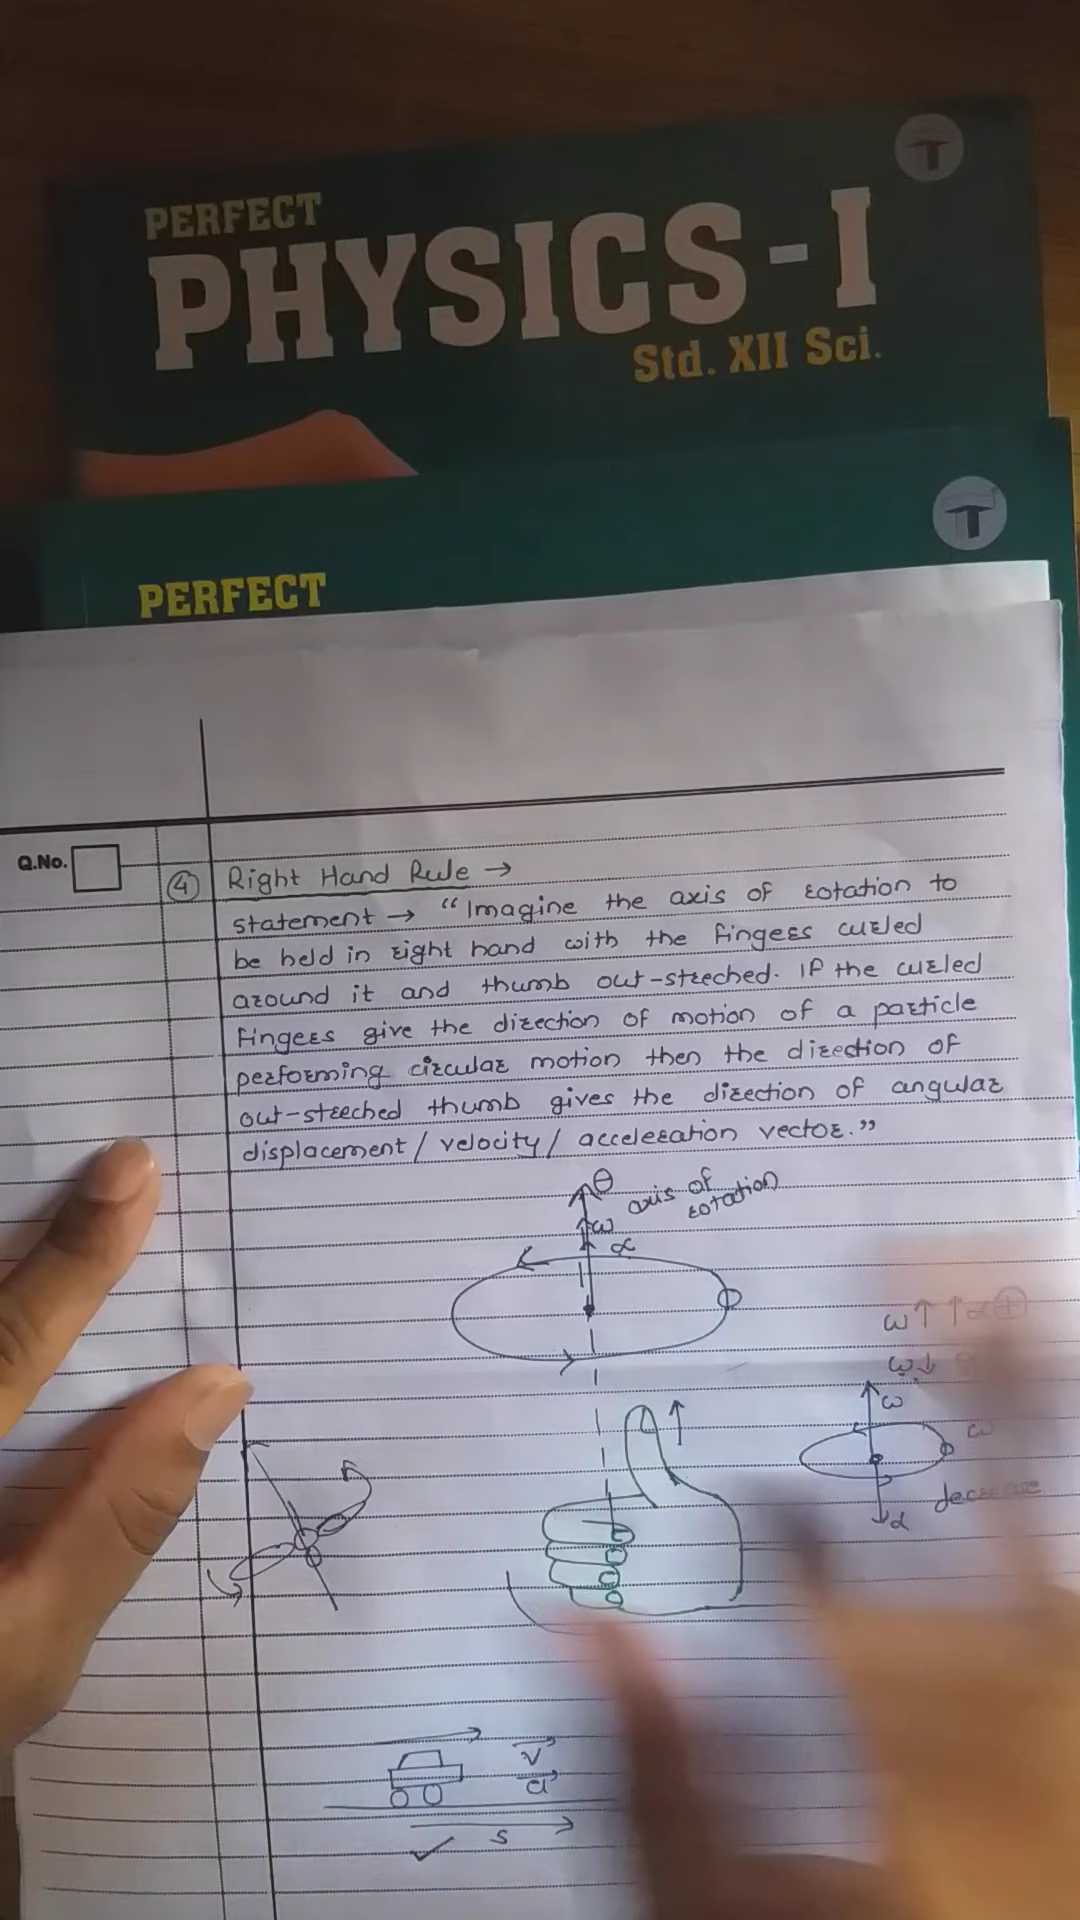 PERFECT
PHYSICS-I
Std. XII Sci.
T
T
PERFECT
Q.No.
④ Right Hand Rule →
statement → "Imagine the axis of rotation to
be held in right hand with the fingers curled
around it and thumb out-streched. If the curled
fingers give the direction of motion of a particle
performing circular motion then the direction of
out-streched thumb gives the direction of angular
displacement / velocity / acceleration vector."
θ
axis of
rotation
ω
α
ω↑ ↑α ⊕
ω↓
ω
ω
decrease
α
v
a
s